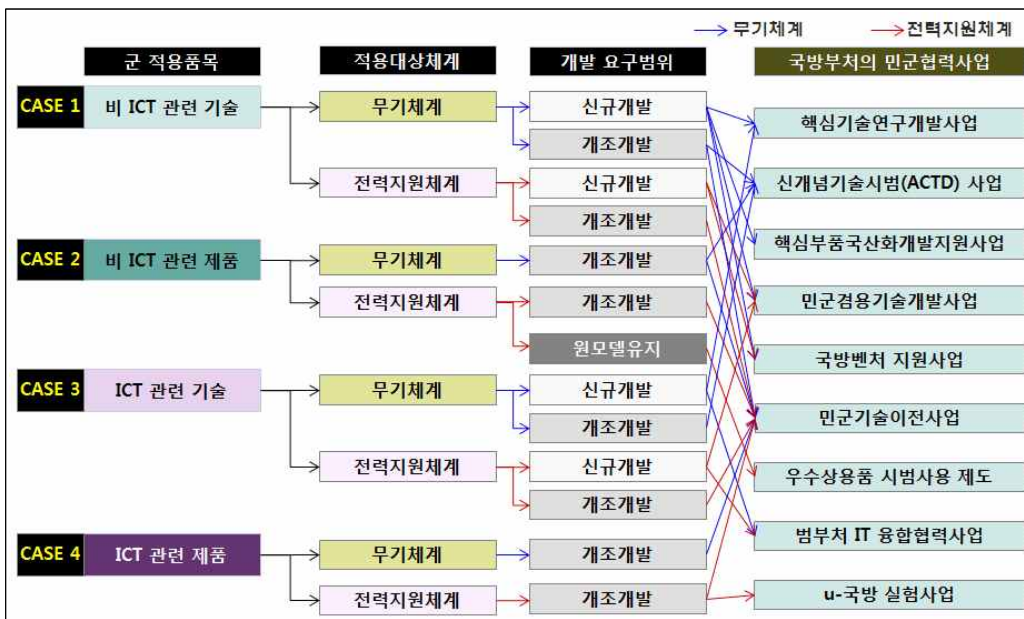 무기체계
전력지원체계
군 적용품목
적용대상체계
개발 요구범위
국방부처의 민군협력사업
CASE 1
비 ICT 관련 기술
무기체계
신규개발
개조개발
전력지원체계
신규개발
개조개발
CASE 2
비 ICT 관련 제품
무기체계
개조개발
전력지원체계
개조개발
원모델유지
CASE 3
ICT 관련 기술
무기체계
신규개발
개조개발
전력지원체계
신규개발
개조개발
CASE 4
ICT 관련 제품
무기체계
개조개발
전력지원체계
개조개발
핵심기술연구개발사업
신개념기술시범(ACTD) 사업
핵심부품국산화개발지원사업
민군겸용기술개발사업
국방벤처 지원사업
민군기술이전사업
우수상용품 시범사용 제도
범부처 IT 융합협력사업
u-국방 실험사업